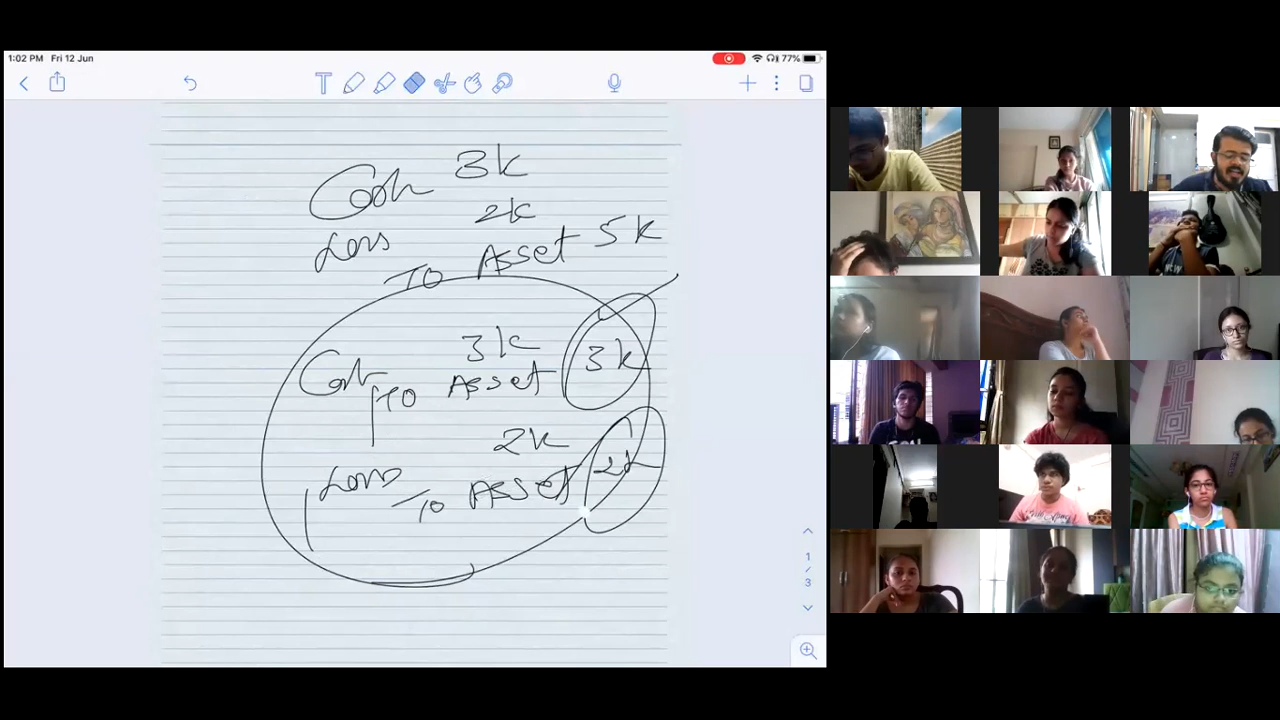 1:02 PM Fri 12 Jun
77%
T
Cash 3k
Loss 2k
To Asset 5k
Cash 3k
To Asset 3k
Loss 2k
To Asset 2k
1
/
3